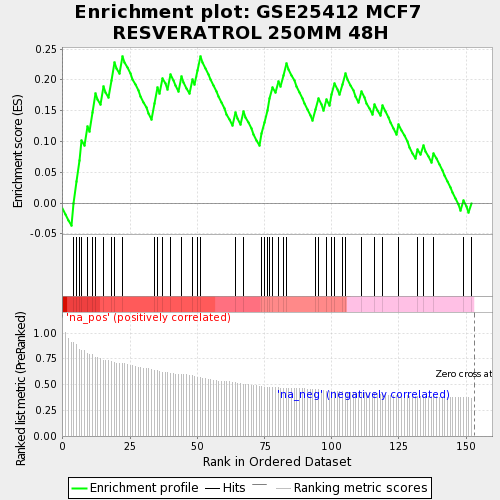 Enrichment plot: GSE25412 MCF7
RESVERATROL 250MM 48H
Enrichment score (ES)
0.25
0.20
0.15
0.10
0.05
0.00
-0.05
'na_pos' (positively correlated)
Ranked list metric (PreRanked)
1.00
0.75
0.50
0.25
0.00
Zero cross at
'na_neg' (negatively correlated)
0
25
50
75
100
125
150
Rank in Ordered Dataset
Enrichment profile
Hits
Ranking metric scores